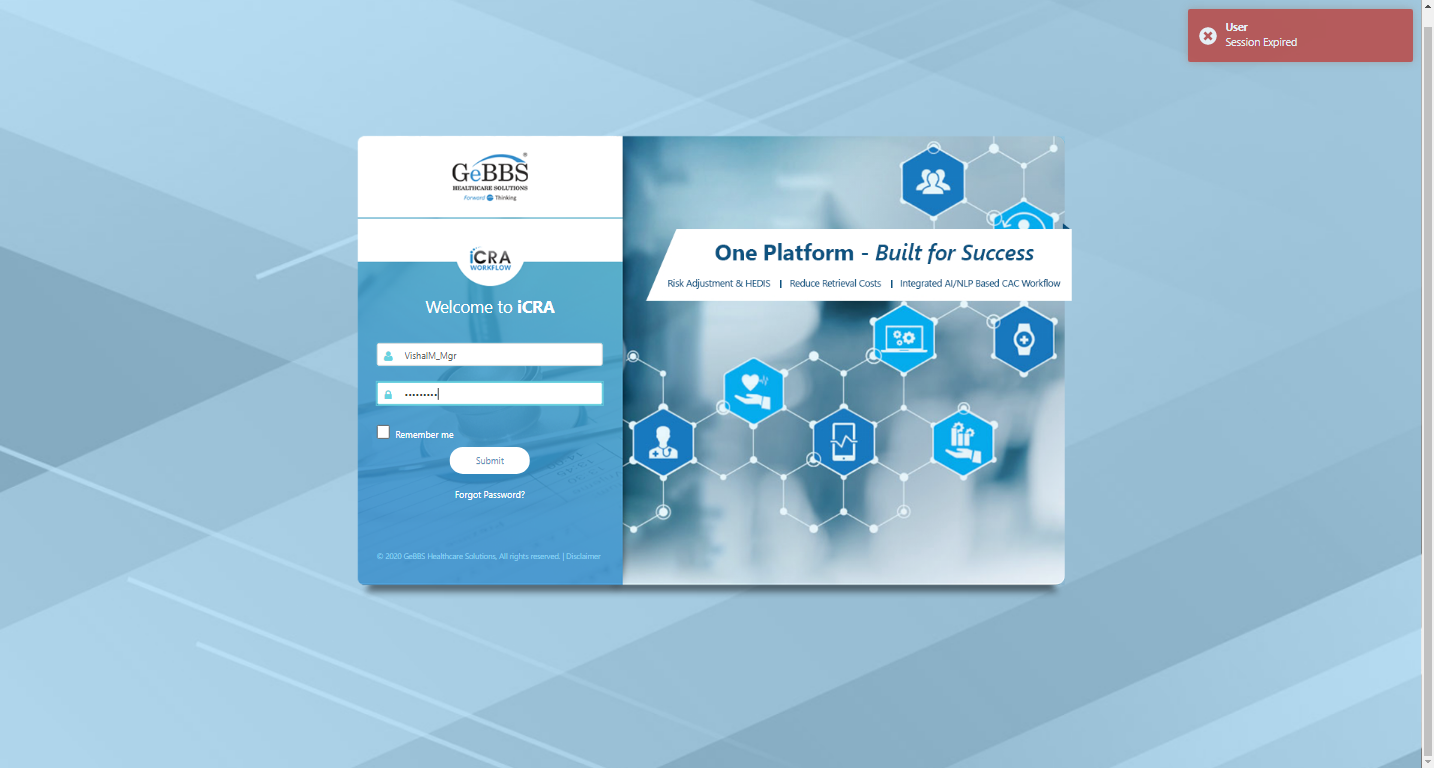 User
Session Expired
GeBBS
®
HEALTHCARE SOLUTIONS
Forward Thinking
iCRA
WORKFLOW
Welcome to iCRA
VishalM_Mgr
•••••••••
Remember me
Submit
Forgot Password?
© 2020 GeBBS Healthcare Solutions, All rights reserved. | Disclaimer
One Platform - Built for Success
Risk Adjustment & HEDIS | Reduce Retrieval Costs | Integrated AI/NLP Based CAC Workflow